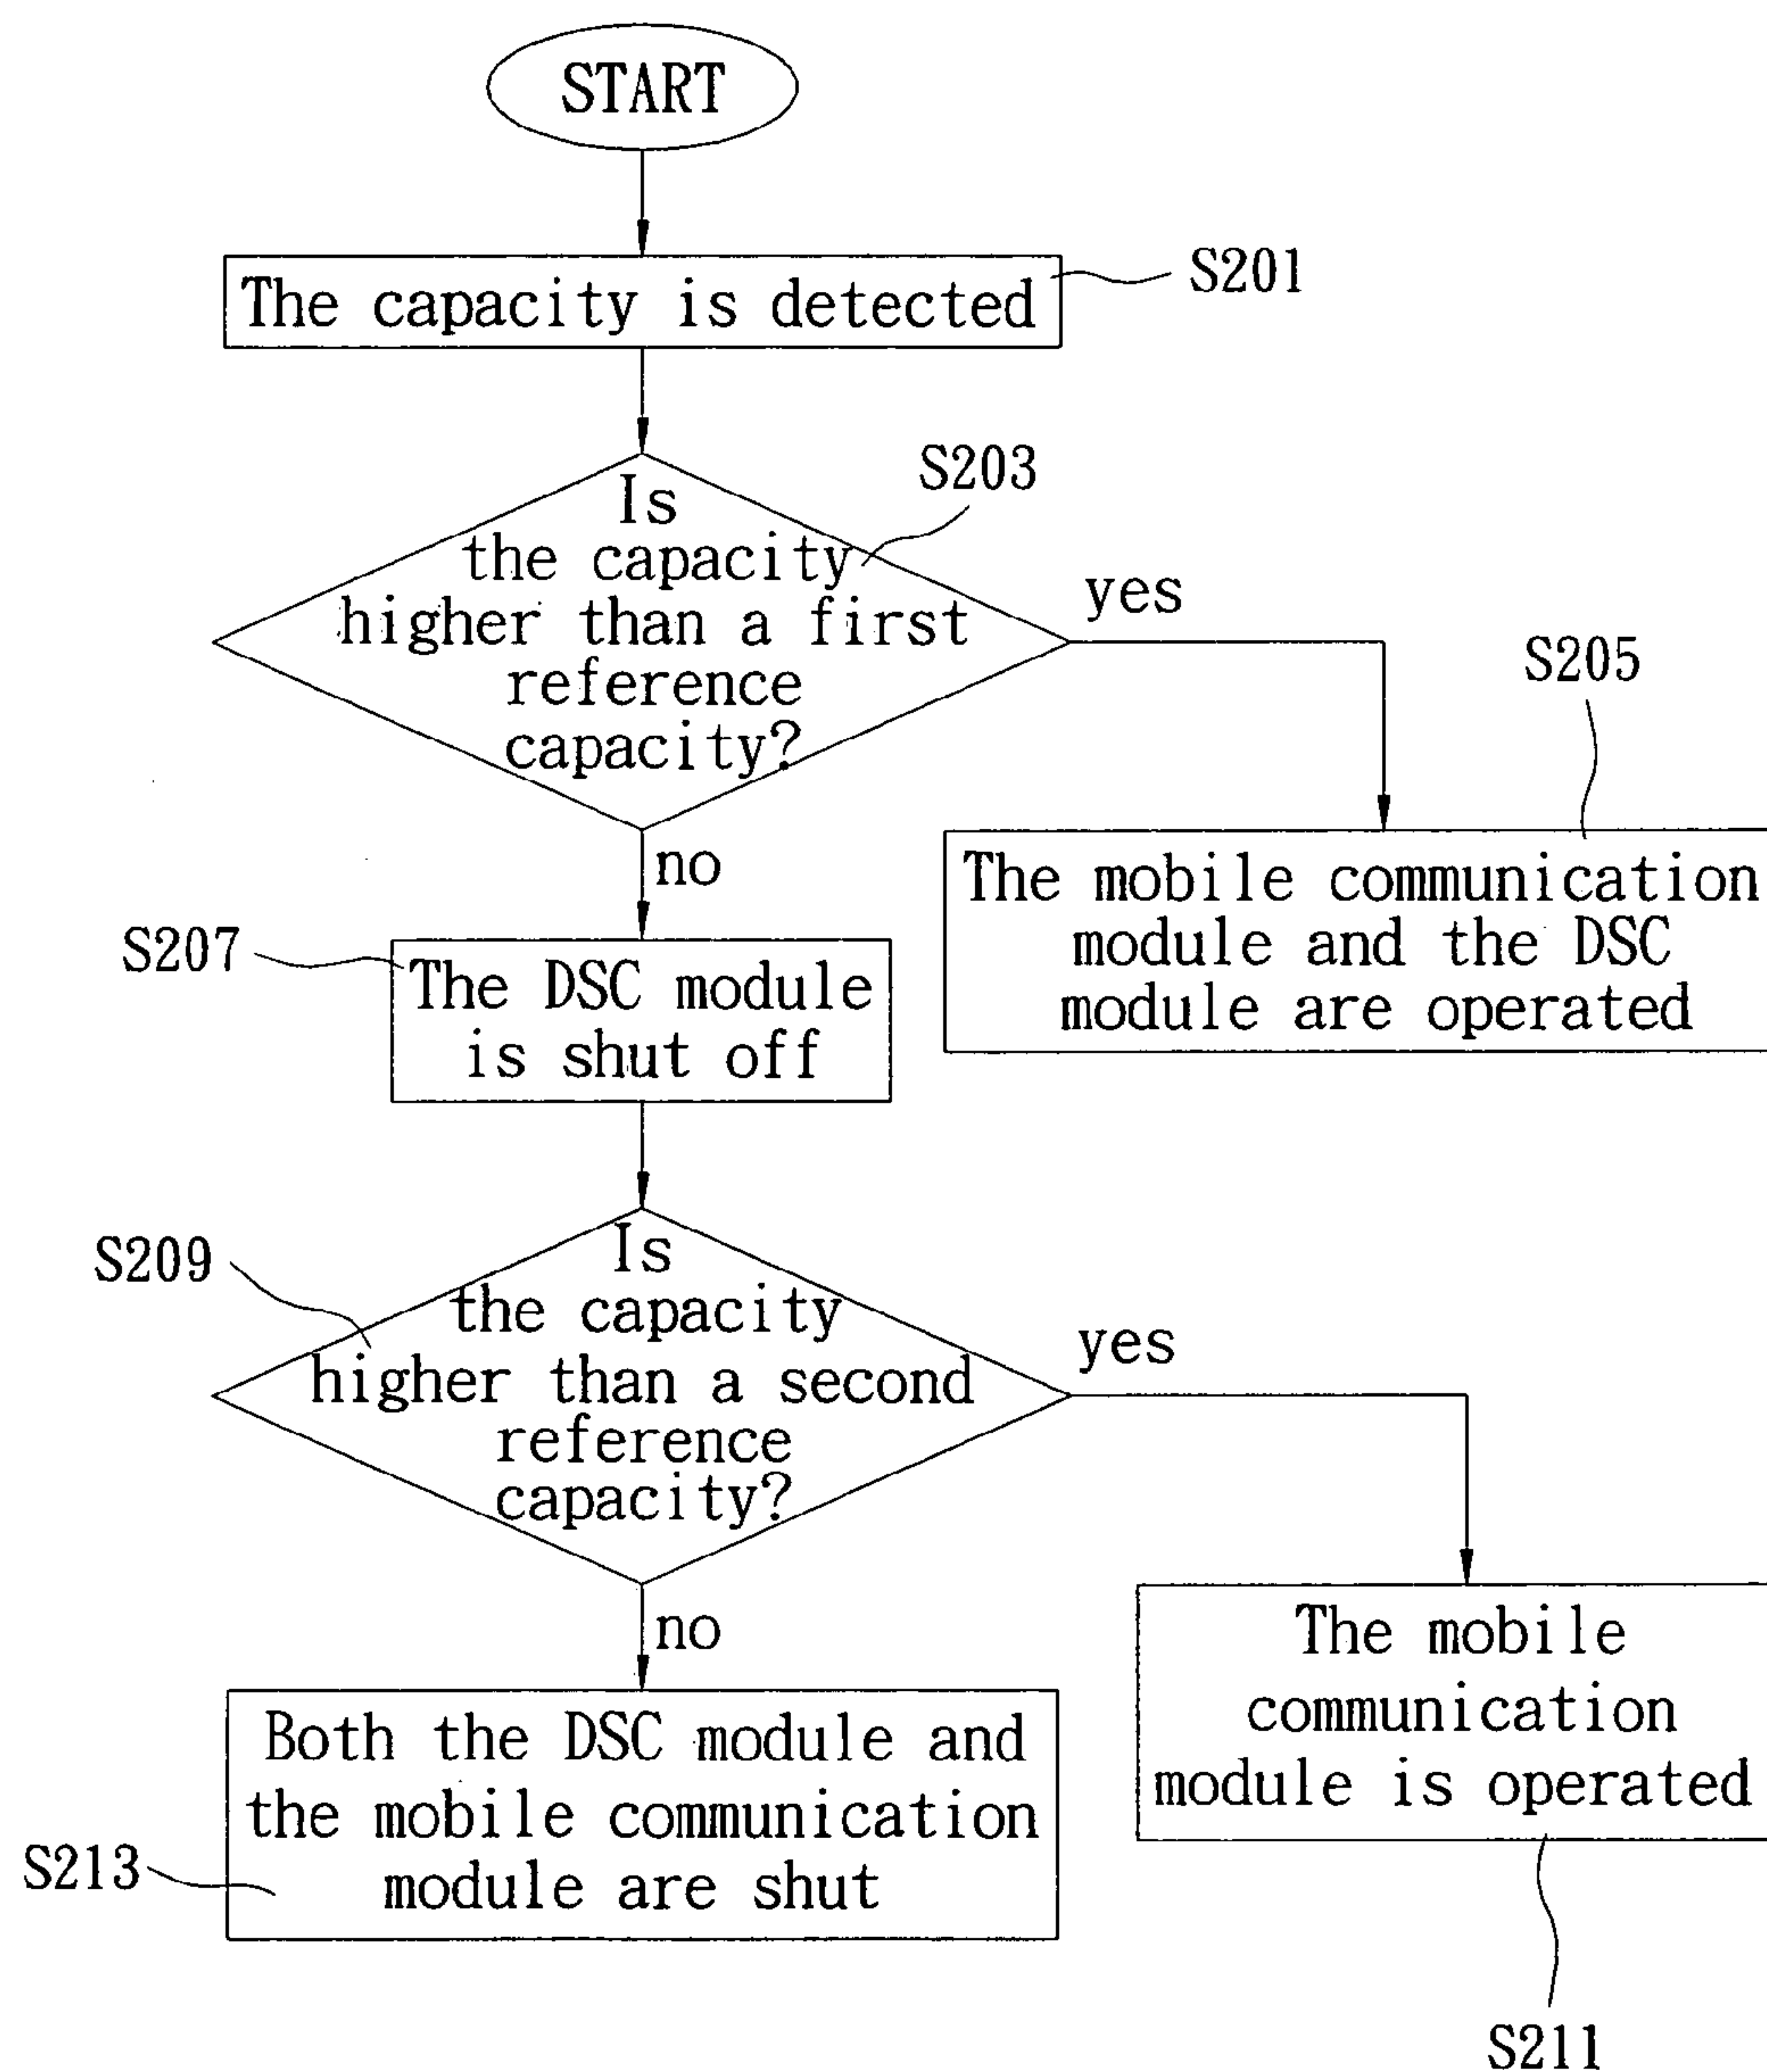 START
The capacity is detected
S201
S203
Is
the capacity
higher than a first
reference
capacity?
yes
S205
The mobile communication
module and the DSC
module are operated
no
S207
The DSC module
is shut off
S209
Is
the capacity
higher than a second
reference
capacity?
yes
The mobile
communication
module is operated
S211
no
Both the DSC module and
the mobile communication
module are shut
S213